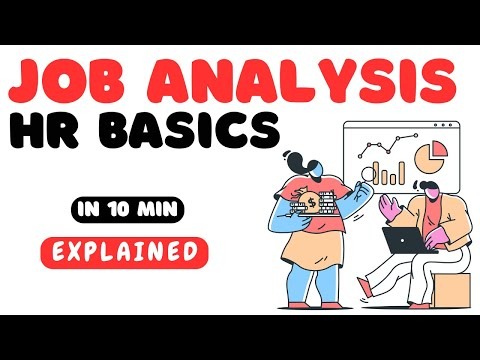 JOB ANALYSIS
HR BASICS
IN 10 MIN
EXPLAINED
$